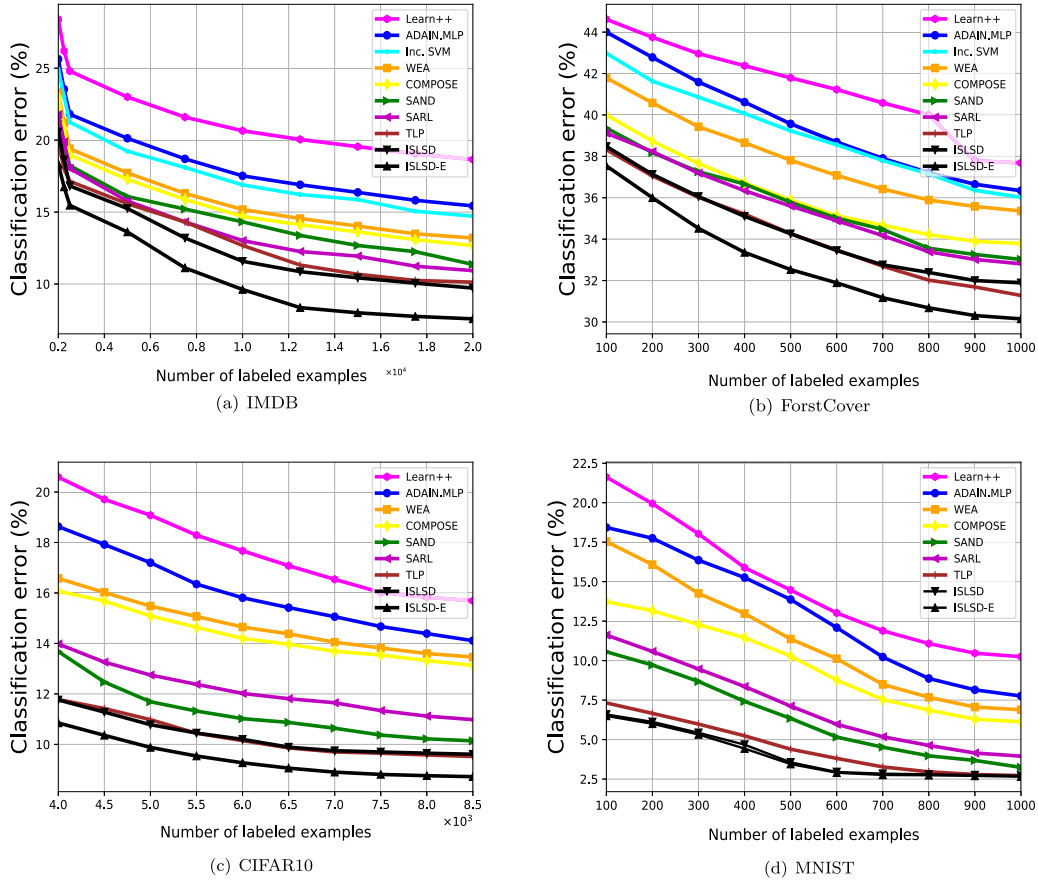 Classification error (%)
25
20
15
10
0.2 0.4 0.6 0.8 1.0 1.2 1.4 1.6 1.8 2.0
Number of labeled examples ×10⁴
Learn++
ADAIN.MLP
Inc. SVM
WEA
COMPOSE
SAND
SARL
TLP
ISLSD
ISLSD-E
(a) IMDB
Classification error (%)
44
42
40
38
36
34
32
30
100 200 300 400 500 600 700 800 900 1000
Number of labeled examples
Learn++
ADAIN.MLP
Inc. SVM
WEA
COMPOSE
SAND
SARL
TLP
ISLSD
ISLSD-E
(b) ForstCover
Classification error (%)
20
18
16
14
12
10
4.0 4.5 5.0 5.5 6.0 6.5 7.0 7.5 8.0 8.5
Number of labeled examples ×10³
Learn++
ADAIN.MLP
WEA
COMPOSE
SAND
SARL
TLP
ISLSD
ISLSD-E
(c) CIFAR10
Classification error (%)
22.5
20.0
17.5
15.0
12.5
10.0
7.5
5.0
2.5
100 200 300 400 500 600 700 800 900 1000
Number of labeled examples
Learn++
ADAIN.MLP
WEA
COMPOSE
SAND
SARL
TLP
ISLSD
ISLSD-E
(d) MNIST